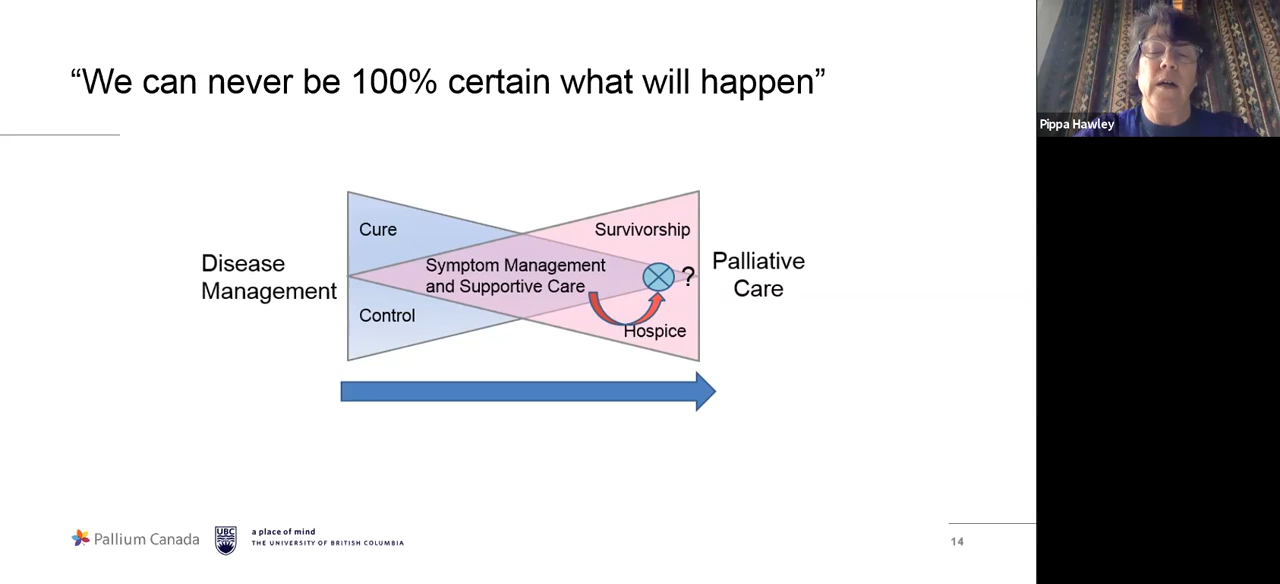 “We can never be 100% certain what will happen”
Pippa Hawley
Cure
Survivorship
Disease
Management
Symptom Management
and Supportive Care
?
Palliative
Care
Control
Hospice
Pallium Canada
UBC
a place of mind
THE UNIVERSITY OF BRITISH COLUMBIA
14